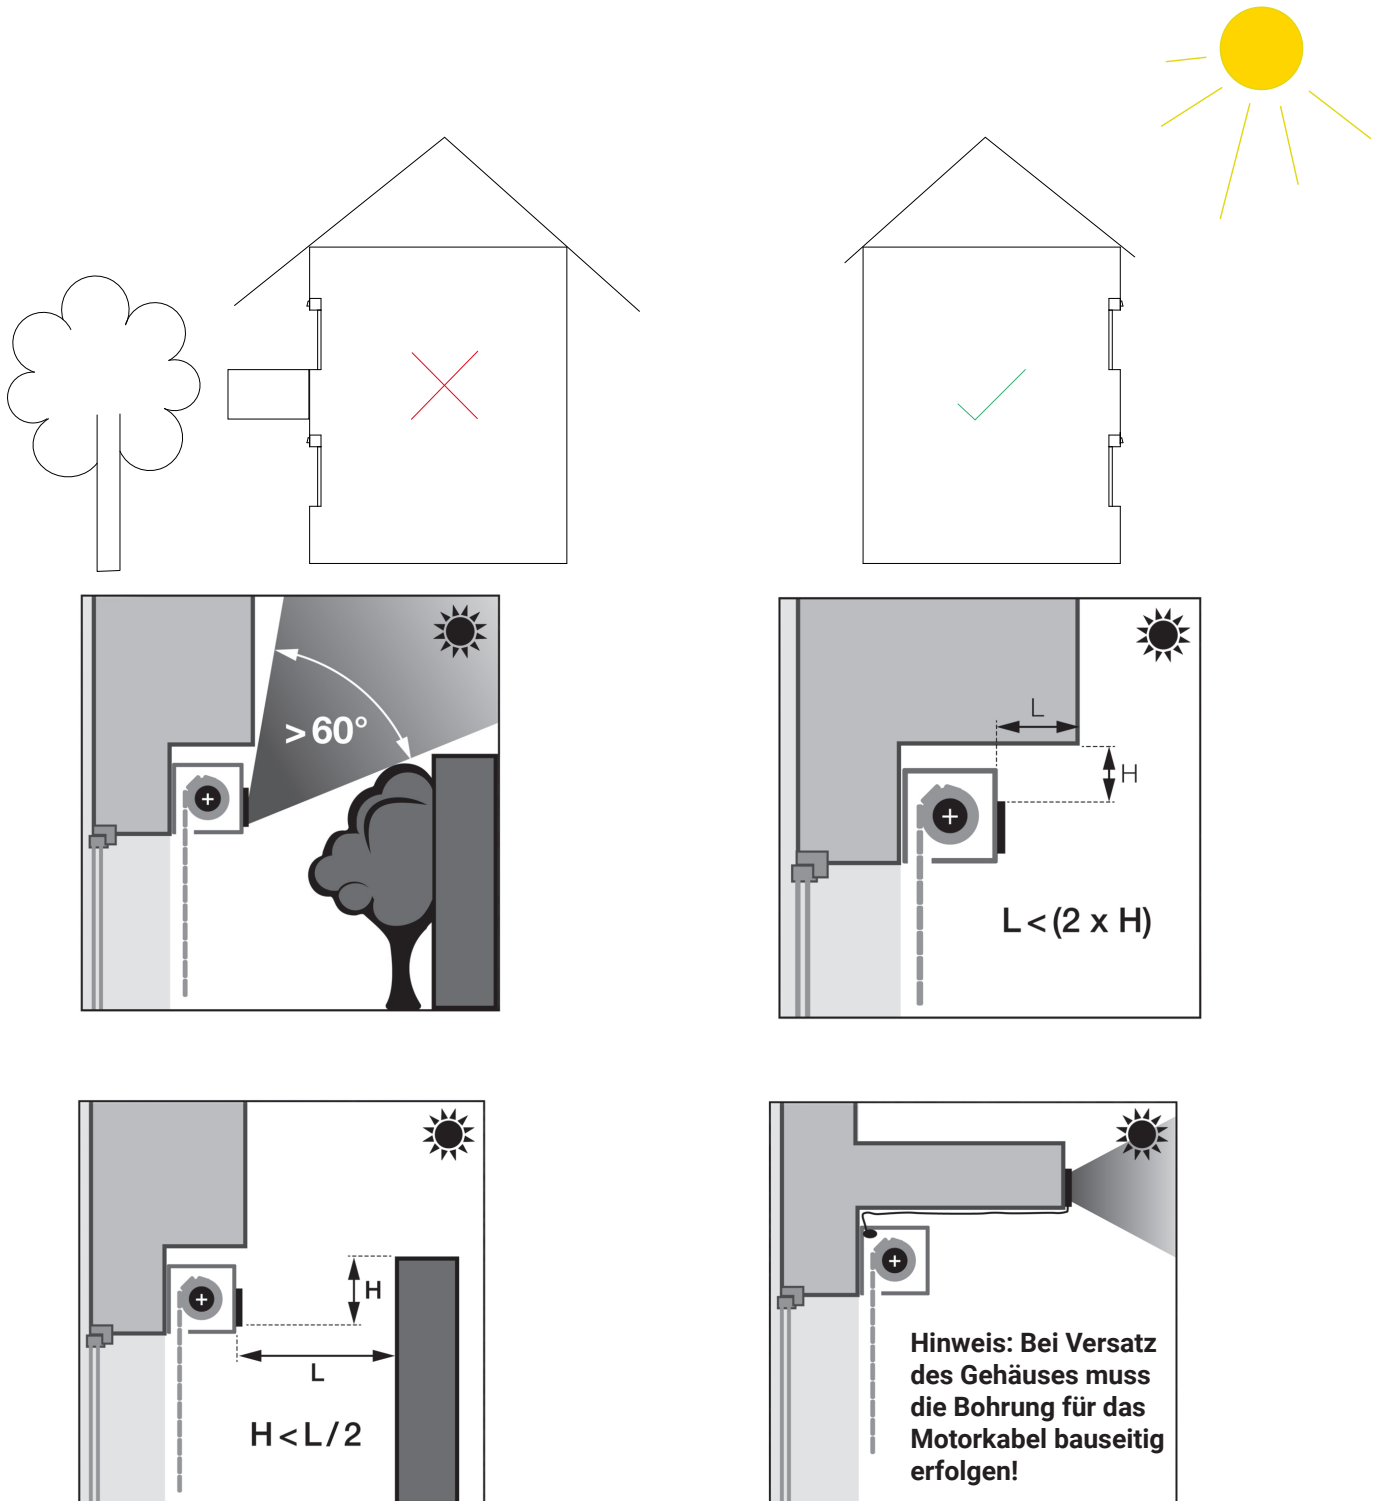 >60°
L
H
L<(2 x H)
H
L
H<L/2
Hinweis: Bei Versatz
des Gehäuses muss
die Bohrung für das
Motorkabel bauseitig
erfolgen!